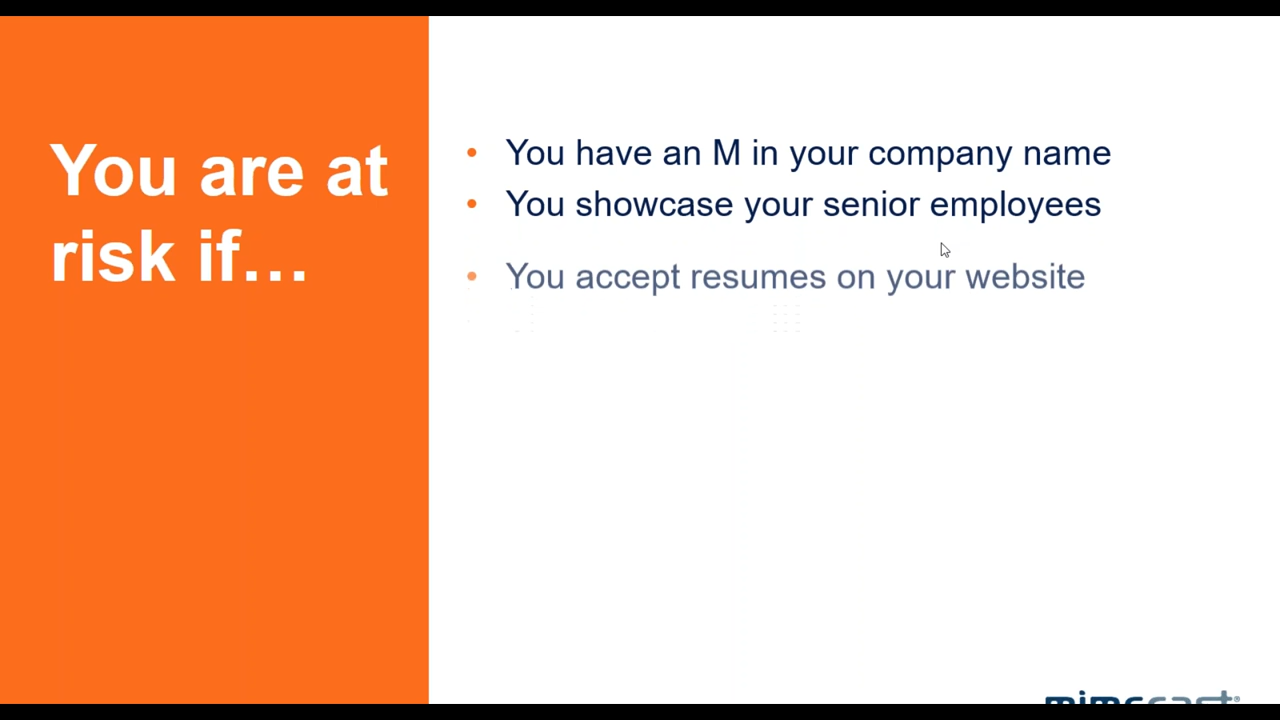 You are at
risk if…
• You have an M in your company name
• You showcase your senior employees
• You accept resumes on your website
mimecast®